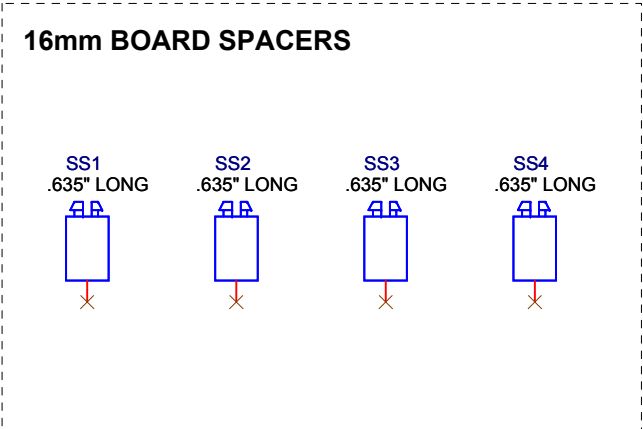 16mm BOARD SPACERS
SS1 SS2 SS3 SS4
.635" LONG .635" LONG .635" LONG .635" LONG